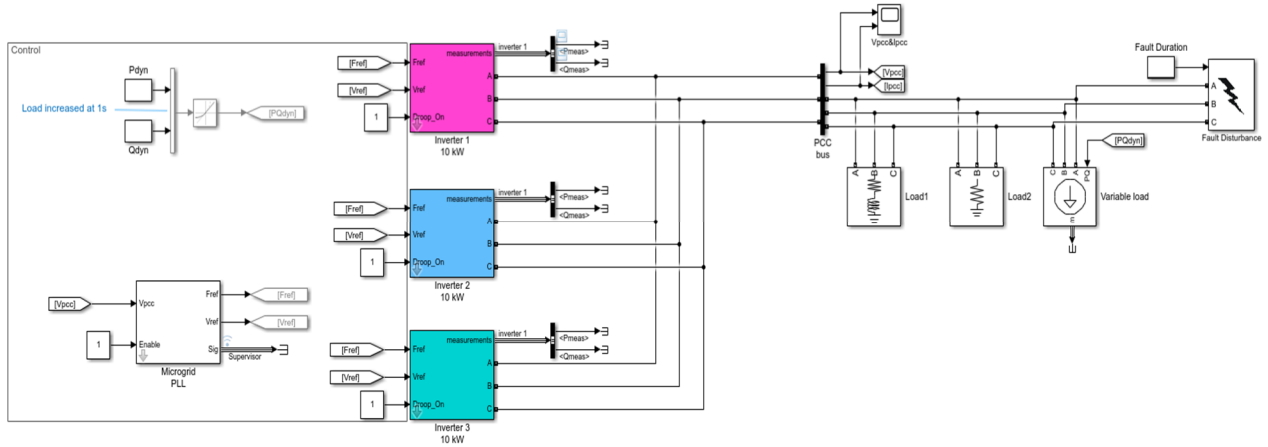 Control
Pdyn
Load increased at 1s
Qdyn
[PQdyn]
[Fref]
[Vref]
1
measurements
Fref
Vref
Droop_On
A
B
C
Inverter 1
10 kW
inverter 1
<Pmeas>
<Qmeas>
Vpcc&Ipcc
[Vpcc]
[Ipcc]
PCC
bus
Fault Duration
A
B
C
Fault Disturbance
A B C
Load1
A B C
Load2
[PQdyn]
C B A PQ
m
Variable load
[Fref]
[Vref]
1
measurements
Fref
Vref
Droop_On
A
B
C
Inverter 2
10 kW
inverter 1
<Pmeas>
<Qmeas>
[Vpcc]
1
Vpcc
Enable
Fref
Vref
Sig
[Fref]
[Vref]
Supervisor
Microgrid
PLL
[Fref]
[Vref]
1
measurements
Fref
Vref
Droop_On
A
B
C
Inverter 3
10 kW
inverter 1
<Pmeas>
<Qmeas>